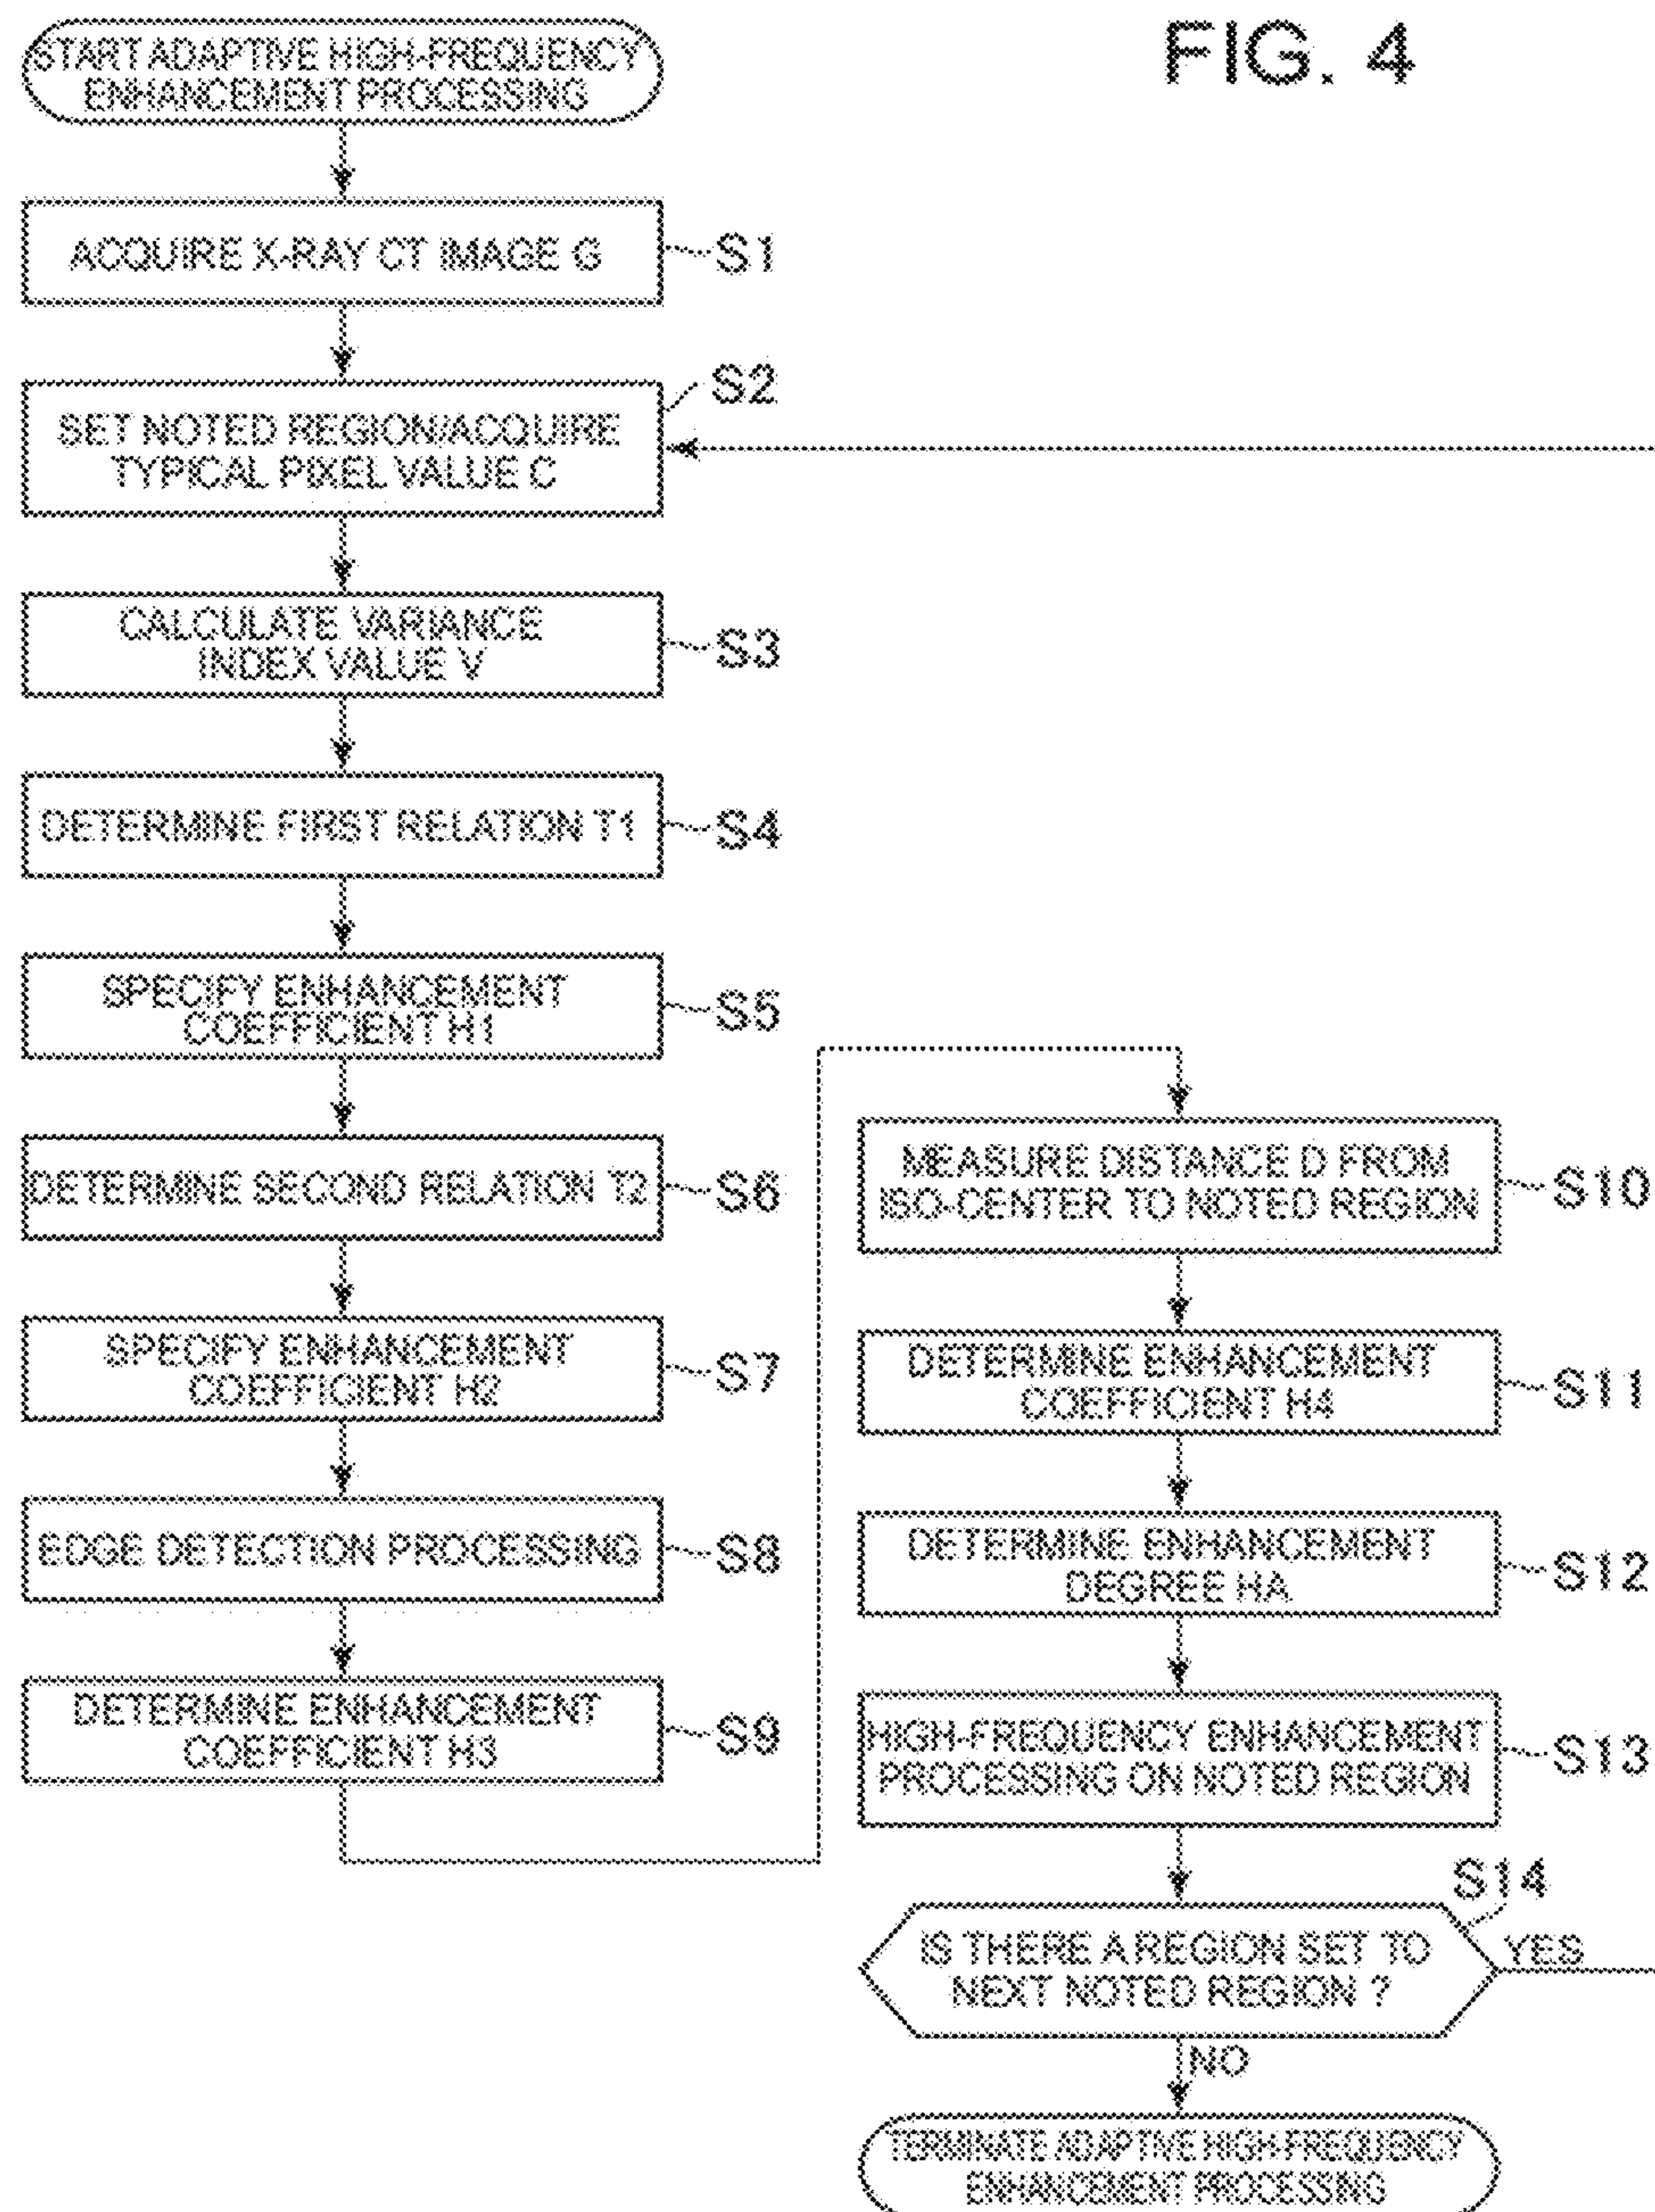 FIG. 4
START ADAPTIVE HIGH-FREQUENCY
ENHANCEMENT PROCESSING
ACQUIRE X-RAY CT IMAGE G
S1
SET NOTED REGION/ACQUIRE
TYPICAL PIXEL VALUE C
S2
CALCULATE VARIANCE
INDEX VALUE V
S3
DETERMINE FIRST RELATION T1
S4
SPECIFY ENHANCEMENT
COEFFICIENT H1
S5
DETERMINE SECOND RELATION T2
S6
SPECIFY ENHANCEMENT
COEFFICIENT H2
S7
EDGE DETECTION PROCESSING
S8
DETERMINE ENHANCEMENT
COEFFICIENT H3
S9
MEASURE DISTANCE D FROM
ISO-CENTER TO NOTED REGION
S10
DETERMINE ENHANCEMENT
COEFFICIENT H4
S11
DETERMINE ENHANCEMENT
DEGREE HA
S12
HIGH-FREQUENCY ENHANCEMENT
PROCESSING ON NOTED REGION
S13
S14
IS THERE A REGION SET TO
NEXT NOTED REGION ?
YES
NO
TERMINATE ADAPTIVE HIGH-FREQUENCY
ENHANCEMENT PROCESSING